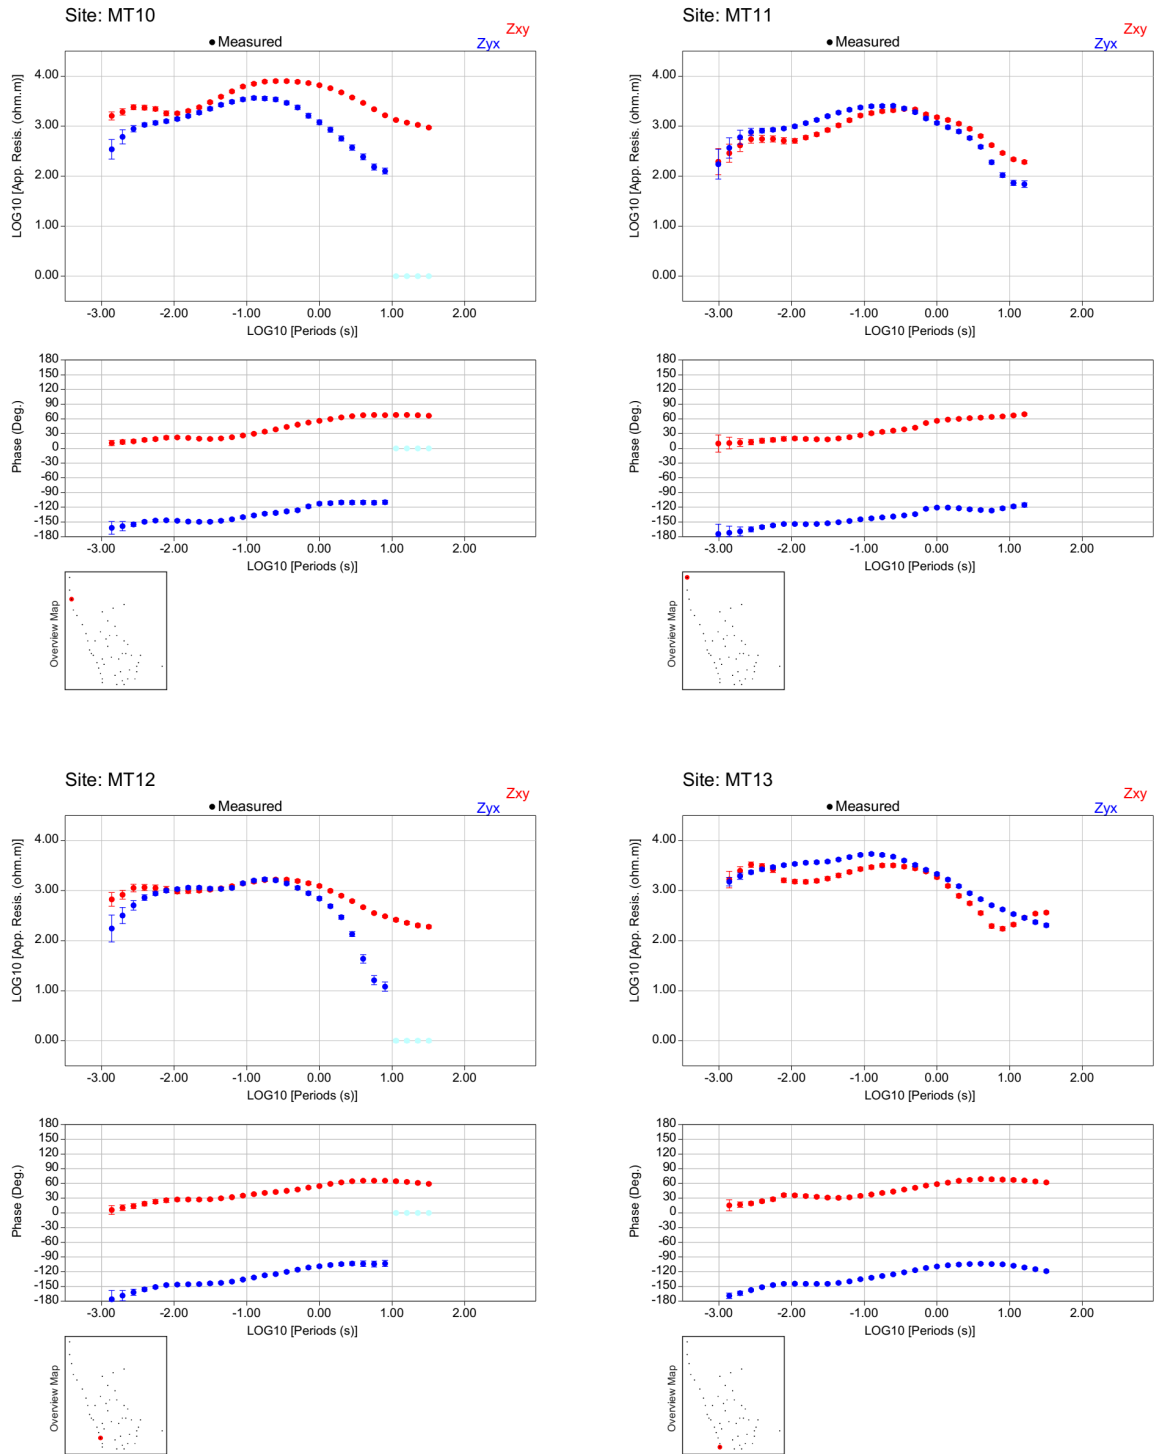 Site: MT10
Zxy
Measured
Zyx
LOG10 [App. Resis. (ohm.m)]
4.00
3.00
2.00
1.00
0.00
-3.00 -2.00 -1.00 0.00 1.00 2.00
LOG10 [Periods (s)]
Phase (Deg.)
180
150
120
90
60
30
0
-30
-60
-90
-120
-150
-180
-3.00 -2.00 -1.00 0.00 1.00 2.00
LOG10 [Periods (s)]
Overview Map
Site: MT11
Zxy
Measured
Zyx
LOG10 [App. Resis. (ohm.m)]
4.00
3.00
2.00
1.00
0.00
-3.00 -2.00 -1.00 0.00 1.00 2.00
LOG10 [Periods (s)]
Phase (Deg.)
180
150
120
90
60
30
0
-30
-60
-90
-120
-150
-180
-3.00 -2.00 -1.00 0.00 1.00 2.00
LOG10 [Periods (s)]
Overview Map
Site: MT12
Zxy
Measured
Zyx
LOG10 [App. Resis. (ohm.m)]
4.00
3.00
2.00
1.00
0.00
-3.00 -2.00 -1.00 0.00 1.00 2.00
LOG10 [Periods (s)]
Phase (Deg.)
180
150
120
90
60
30
0
-30
-60
-90
-120
-150
-180
-3.00 -2.00 -1.00 0.00 1.00 2.00
LOG10 [Periods (s)]
Overview Map
Site: MT13
Zxy
Measured
Zyx
LOG10 [App. Resis. (ohm.m)]
4.00
3.00
2.00
1.00
0.00
-3.00 -2.00 -1.00 0.00 1.00 2.00
LOG10 [Periods (s)]
Phase (Deg.)
180
150
120
90
60
30
0
-30
-60
-90
-120
-150
-180
-3.00 -2.00 -1.00 0.00 1.00 2.00
LOG10 [Periods (s)]
Overview Map